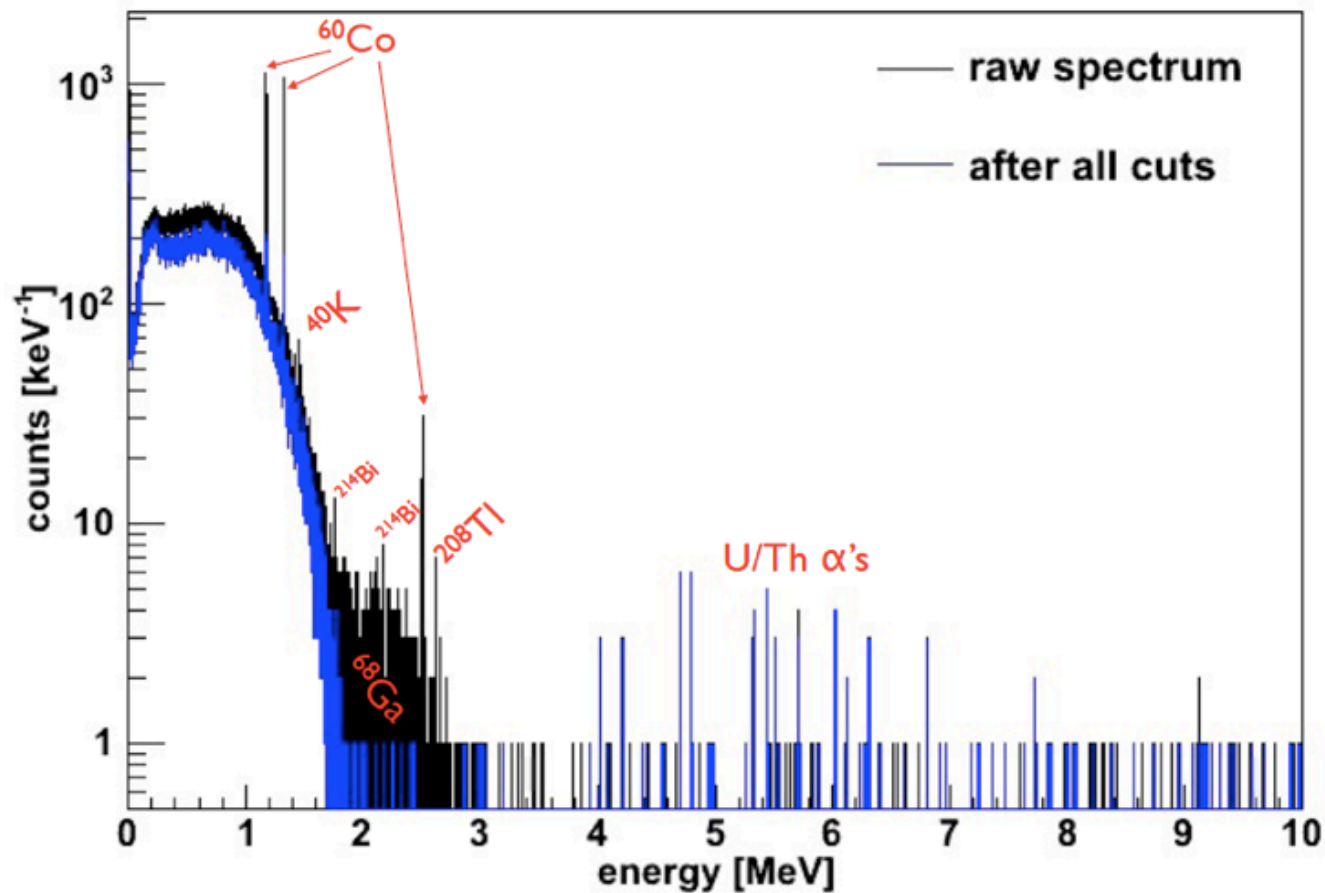 ⁶⁰Co
raw spectrum
after all cuts
10³
10²
10
1
counts [keV⁻¹]
⁴⁰K
²¹⁴Bi
²¹⁴Bi
²⁰⁸Tl
⁶⁸Ga
U/Th α's
0 1 2 3 4 5 6 7 8 9 10
energy [MeV]